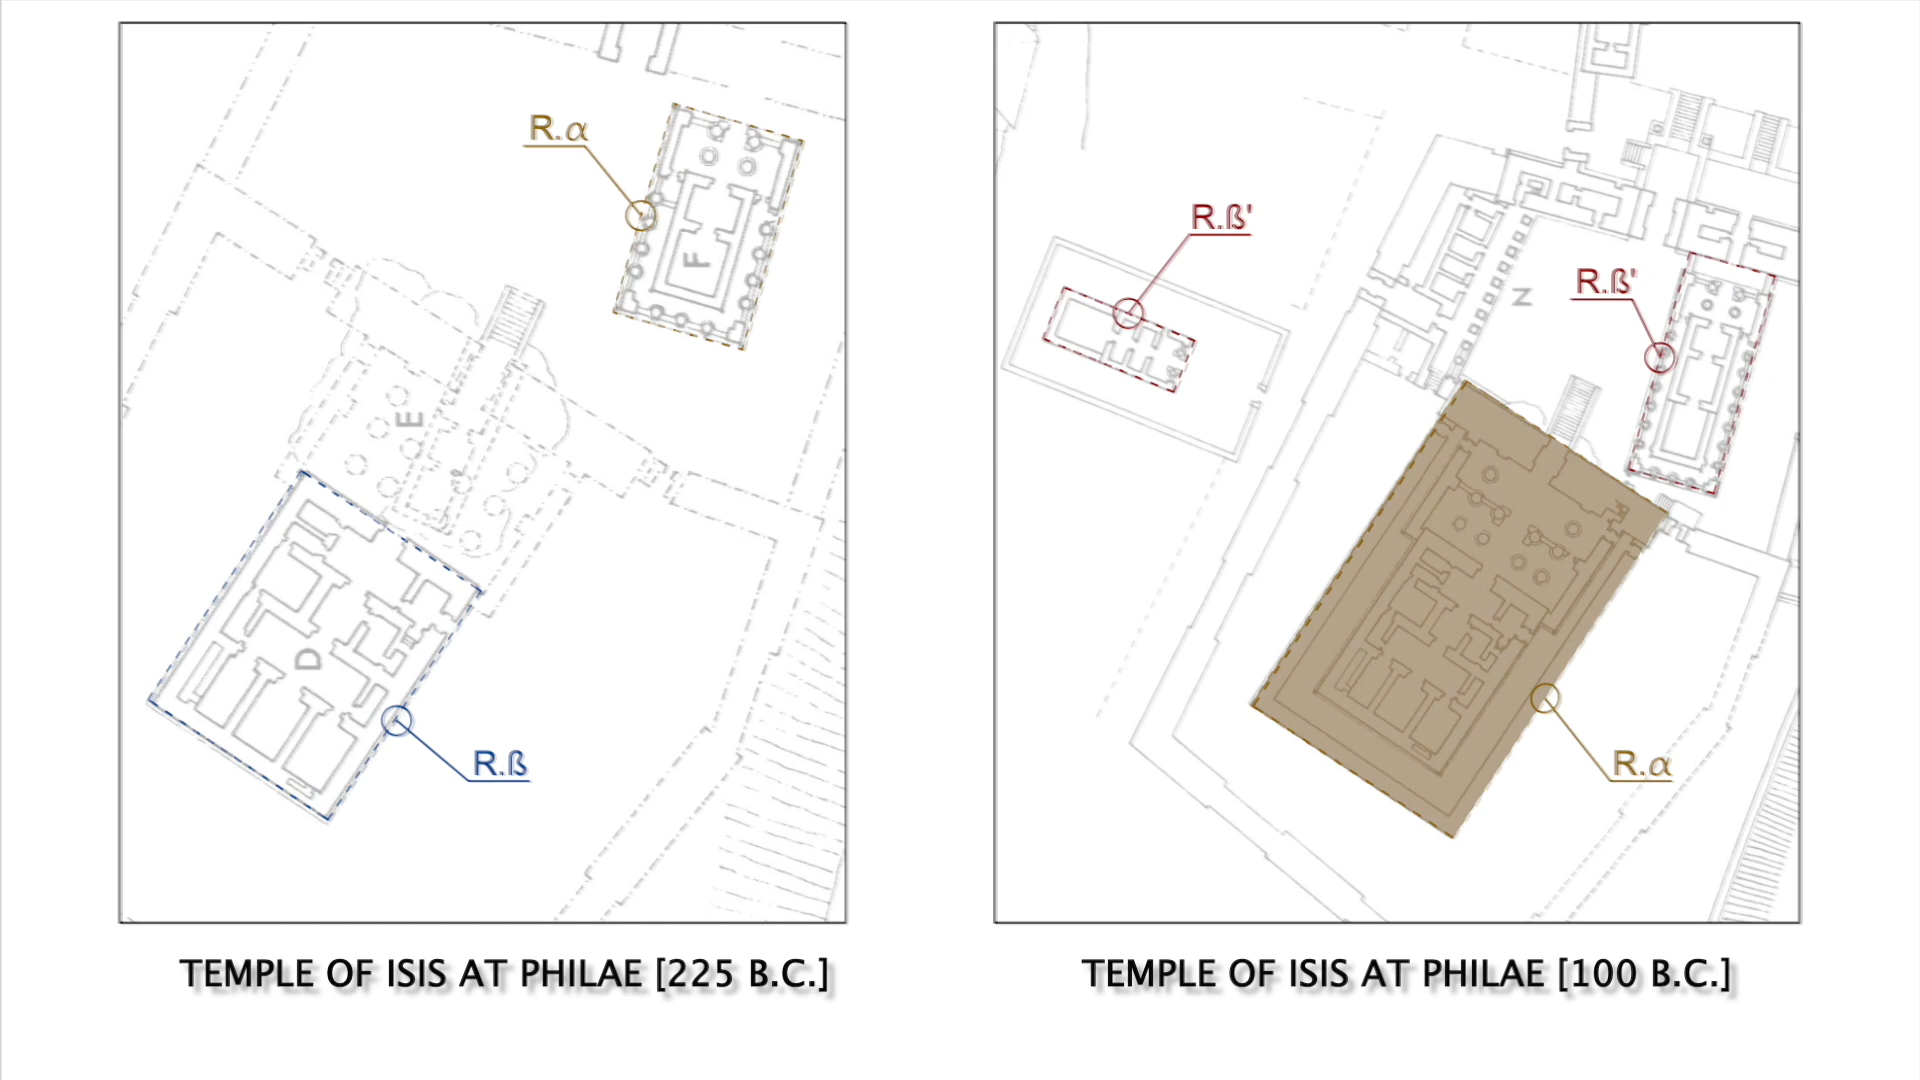 R.α
F
E
D
R.ß
TEMPLE OF ISIS AT PHILAE [225 B.C.]
R.ß'
R.ß'
N
R.α
TEMPLE OF ISIS AT PHILAE [100 B.C.]